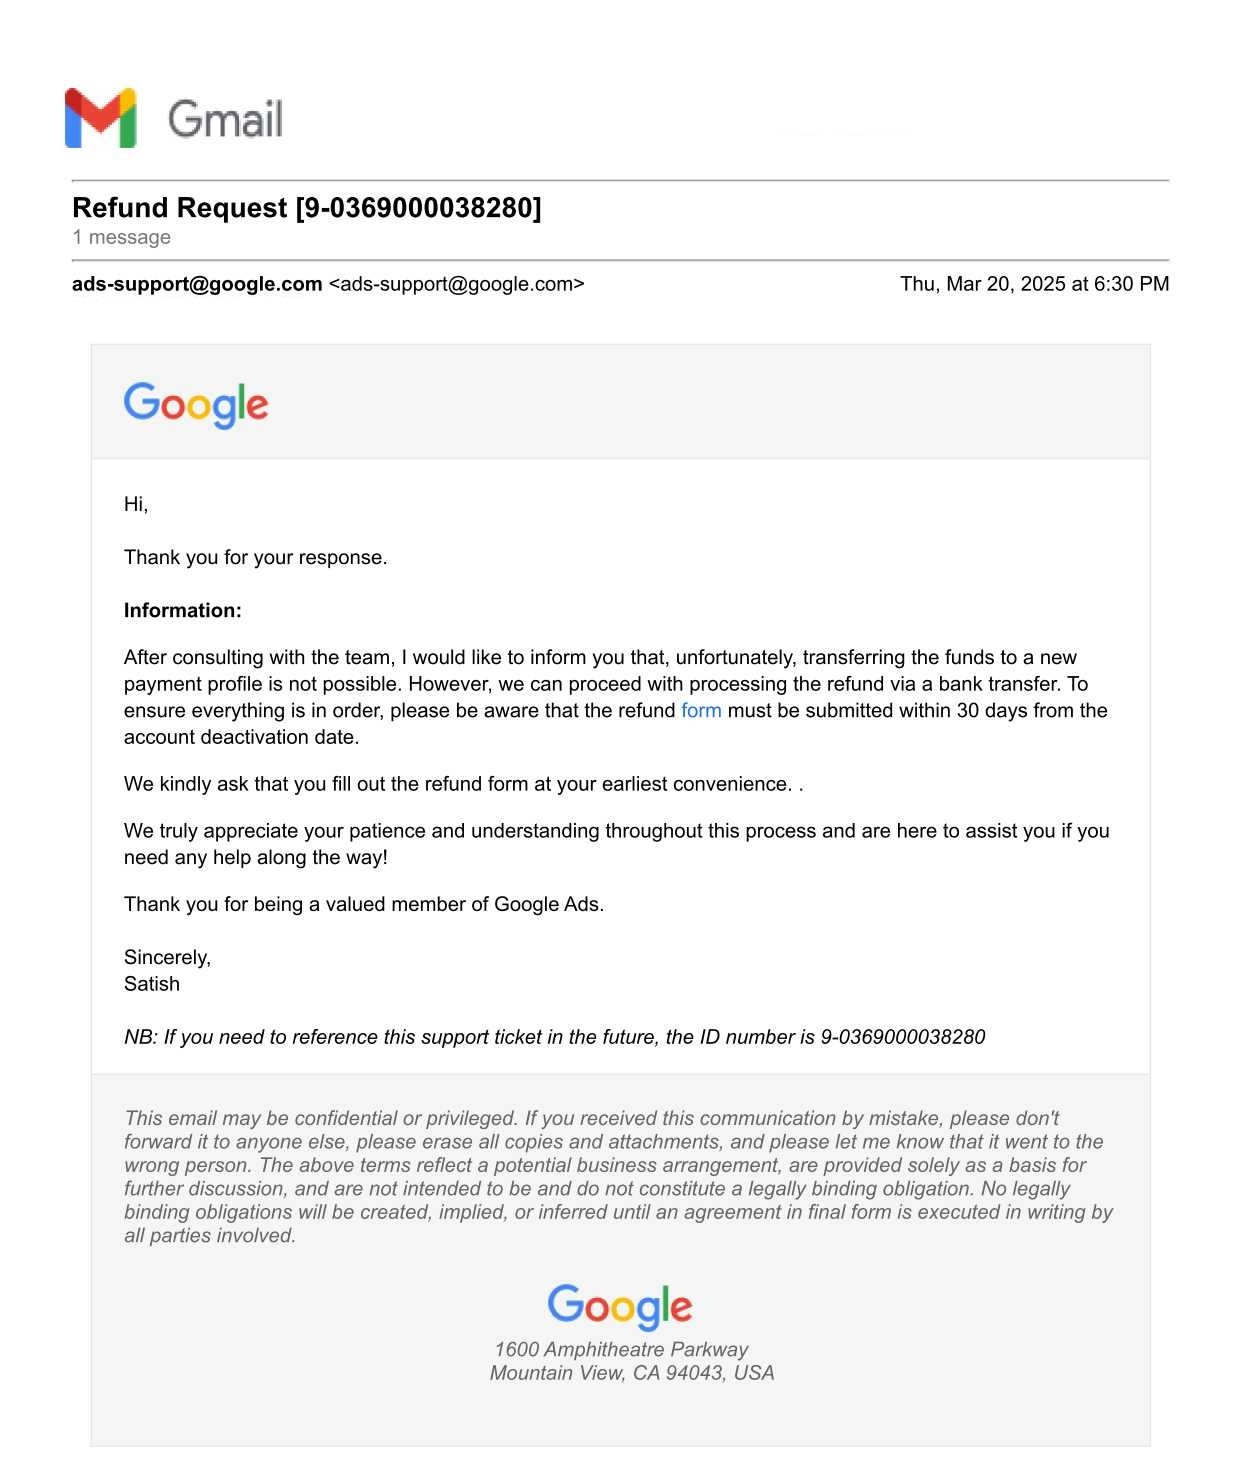 Gmail
Refund Request [9-0369000038280]
1 message
ads-support@google.com <ads-support@google.com> Thu, Mar 20, 2025 at 6:30 PM
Google
Hi,
Thank you for your response.
Information:
After consulting with the team, I would like to inform you that, unfortunately, transferring the funds to a new
payment profile is not possible. However, we can proceed with processing the refund via a bank transfer. To
ensure everything is in order, please be aware that the refund form must be submitted within 30 days from the
account deactivation date.
We kindly ask that you fill out the refund form at your earliest convenience. .
We truly appreciate your patience and understanding throughout this process and are here to assist you if you
need any help along the way!
Thank you for being a valued member of Google Ads.
Sincerely,
Satish
NB: If you need to reference this support ticket in the future, the ID number is 9-0369000038280
This email may be confidential or privileged. If you received this communication by mistake, please don't
forward it to anyone else, please erase all copies and attachments, and please let me know that it went to the
wrong person. The above terms reflect a potential business arrangement, are provided solely as a basis for
further discussion, and are not intended to be and do not constitute a legally binding obligation. No legally
binding obligations will be created, implied, or inferred until an agreement in final form is executed in writing by
all parties involved.
Google
1600 Amphitheatre Parkway
Mountain View, CA 94043, USA